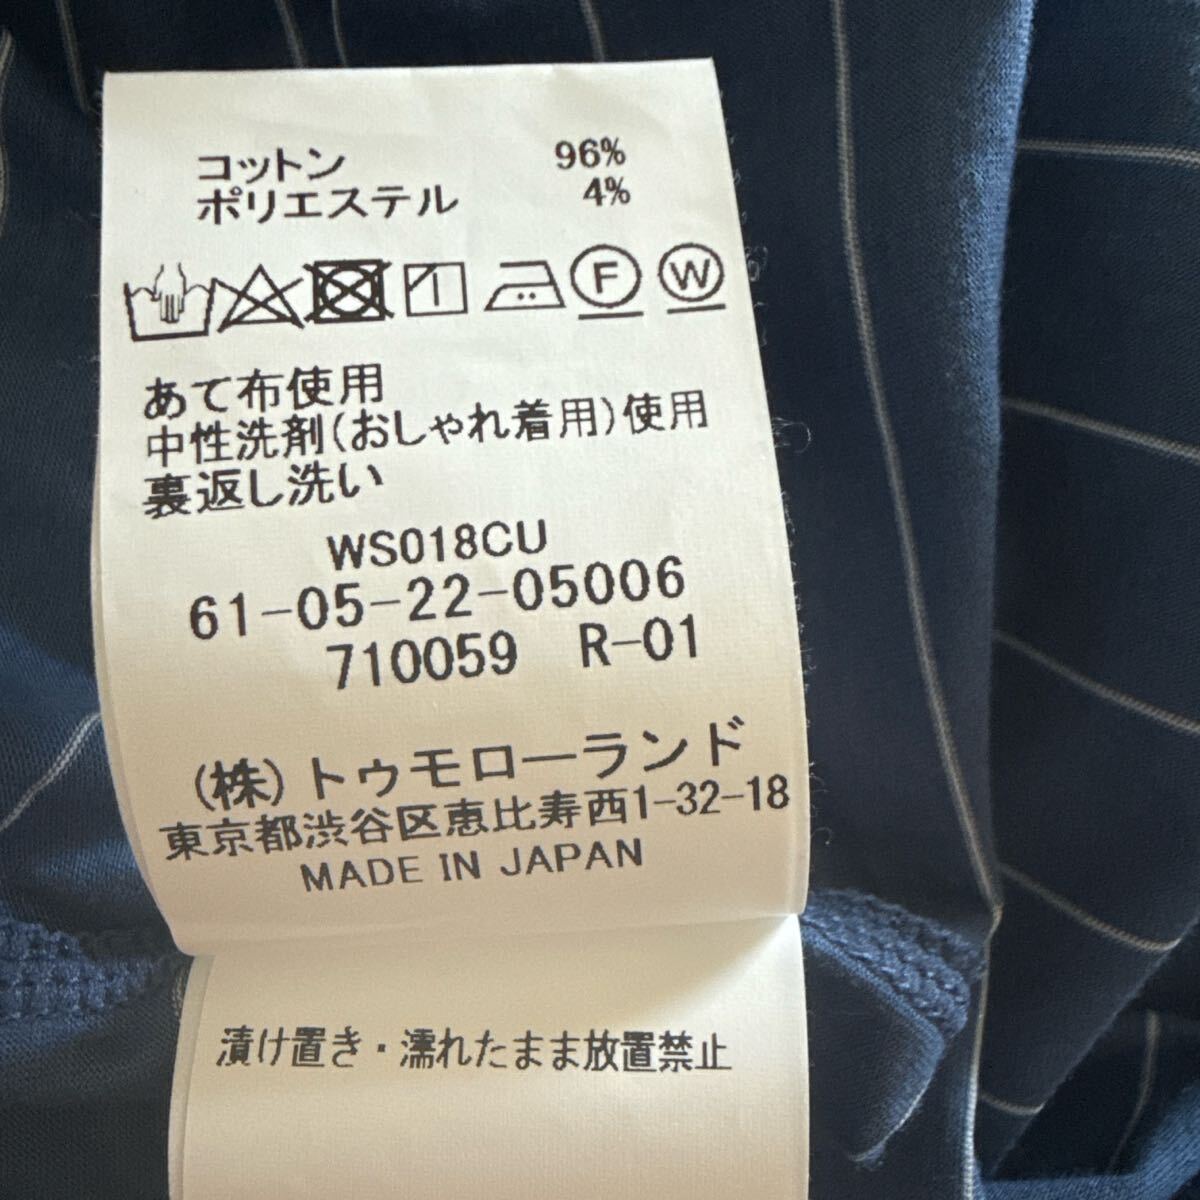 コットン 96%
ポリエステル 4%
F W
あて布使用
中性洗剤(おしゃれ着用)使用
裏返し洗い
WS018CU
61-05-22-05006
710059 R-01
(株)トゥモローランド
東京都渋谷区恵比寿西1-32-18
MADE IN JAPAN
漬け置き・濡れたまま放置禁止